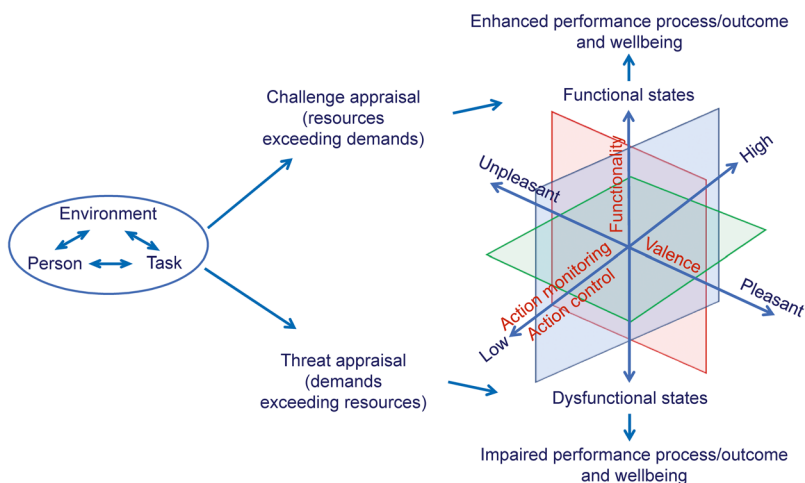 Enhanced performance process/outcome
and wellbeing
Functional states
Challenge appraisal
(resources
exceeding demands)
High
Unpleasant
Functionality
Environment
Person
Task
Valence
Action monitoring
Action control
Pleasant
Low
Threat appraisal
(demands
exceeding resources)
Dysfunctional states
Impaired performance process/outcome
and wellbeing